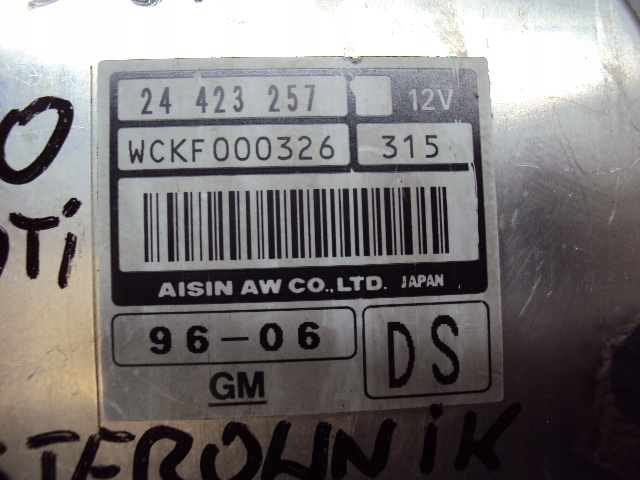 24 423 257 12V
WCKF000326 315
AISIN AW CO.,LTD. JAPAN
96-06 DS
GM